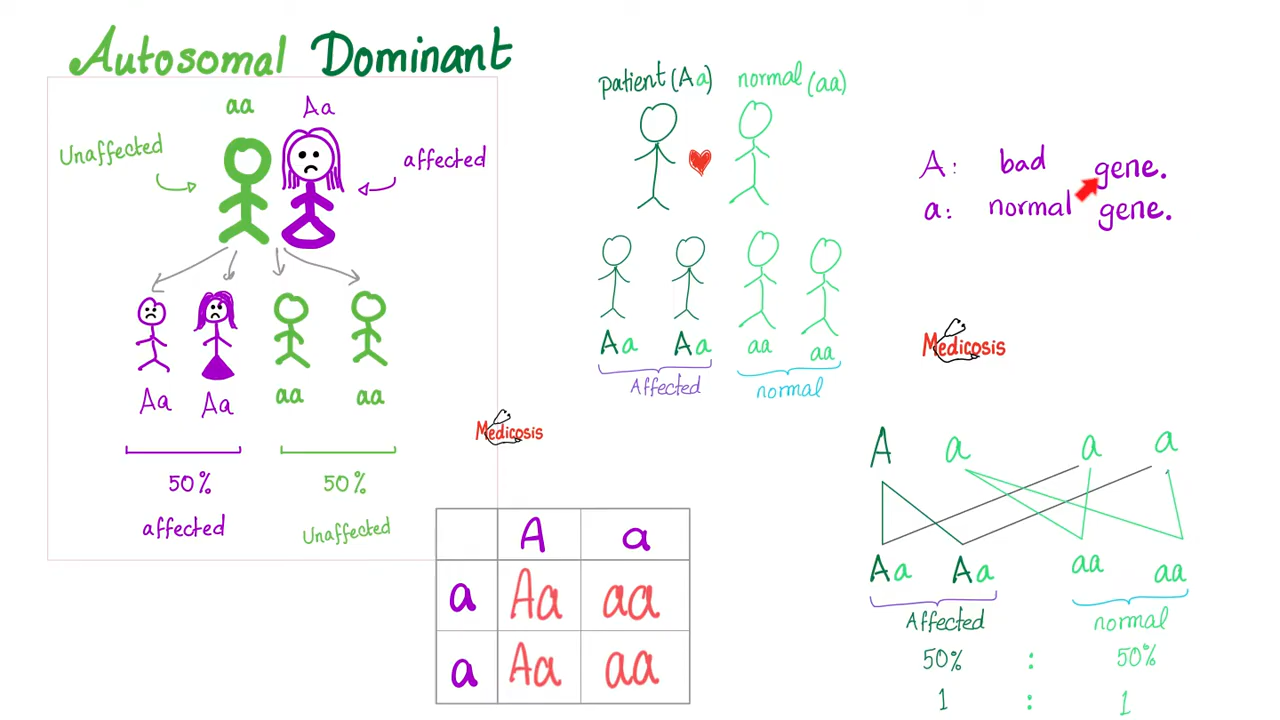 Autosomal Dominant
aa Aa
Unaffected
affected
Aa Aa aa aa
50% 50%
affected Unaffected
patient (Aa) normal (aa)
Aa Aa aa aa
Affected normal
A: bad gene.
a: normal gene.
Medicosis
Medicosis
A a
a Aa aa
a Aa aa
A a a a
Aa Aa aa aa
Affected normal
50% : 50%
1 : 1